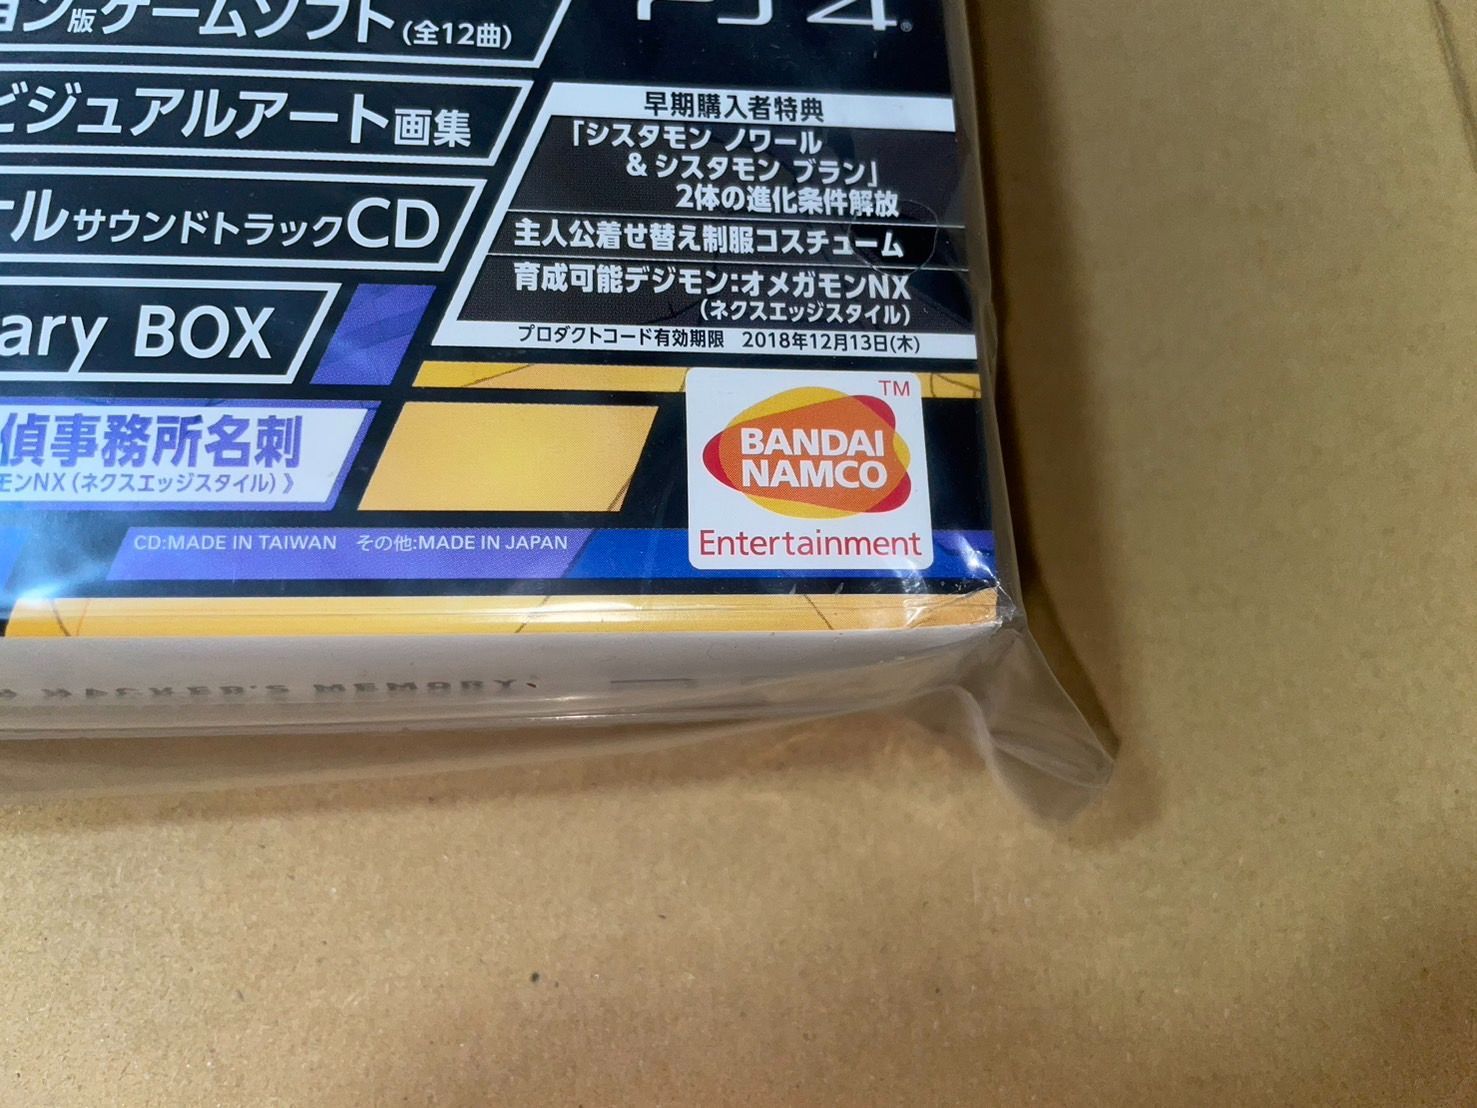 ョン版ゲームソフト(全12曲)
PS4
ビジュアルアート画集
ナルサウンドトラックCD
ary BOX
早期購入者特典
「シスタモン ノワール
& シスタモン ブラン」
2体の進化条件解放
主人公着せ替え制服コスチューム
育成可能デジモン:オメガモンNX
(ネクスエッジスタイル)
プロダクトコード有効期限 2018年12月13日(木)
偵事務所名刺
モンNX(ネクスエッジスタイル)》
TM
BANDAI
NAMCO
Entertainment
CD:MADE IN TAIWAN その他:MADE IN JAPAN
HACKER'S MEMORY